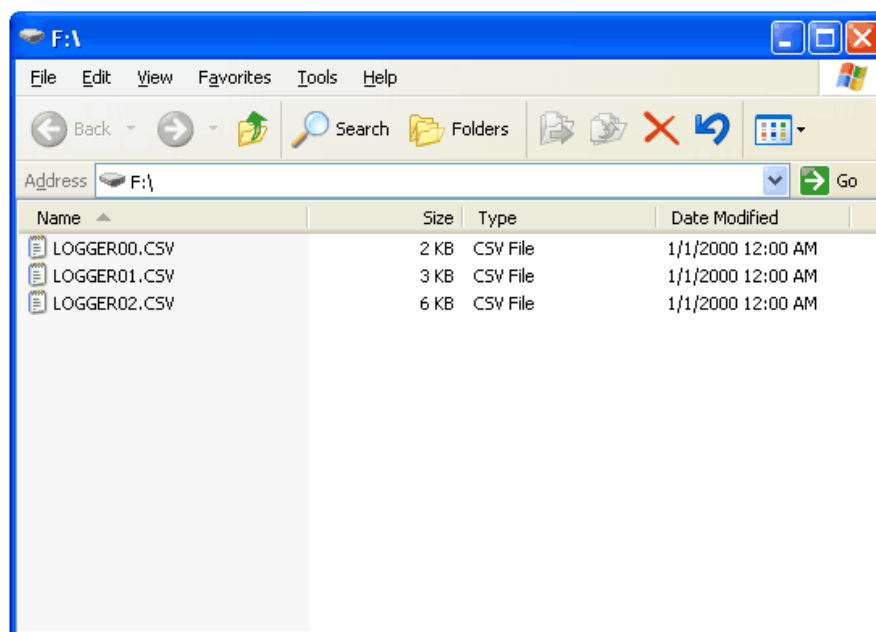 F:\
File Edit View Favorites Tools Help
Back Search Folders
Address F:\ Go
Name Size Type Date Modified
LOGGER00.CSV 2 KB CSV File 1/1/2000 12:00 AM
LOGGER01.CSV 3 KB CSV File 1/1/2000 12:00 AM
LOGGER02.CSV 6 KB CSV File 1/1/2000 12:00 AM